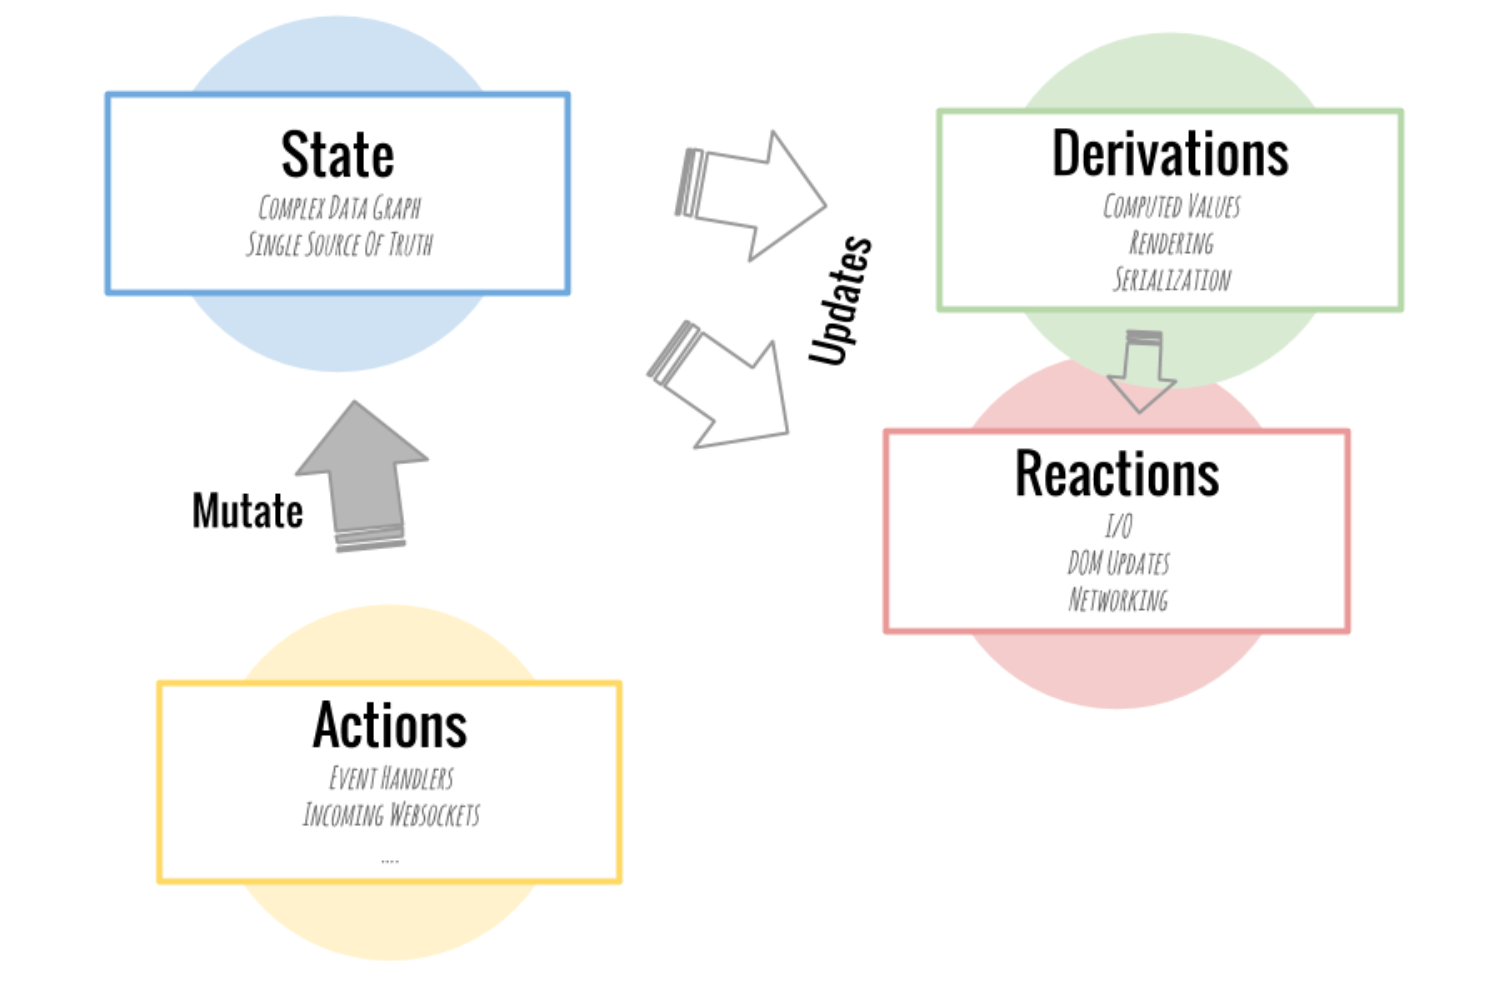 State
Complex Data Graph
Single Source Of Truth
Updates
Derivations
Computed Values
Rendering
Serialization
Reactions
I/O
DOM Updates
Networking
Mutate
Actions
Event Handlers
Incoming Websockets
....